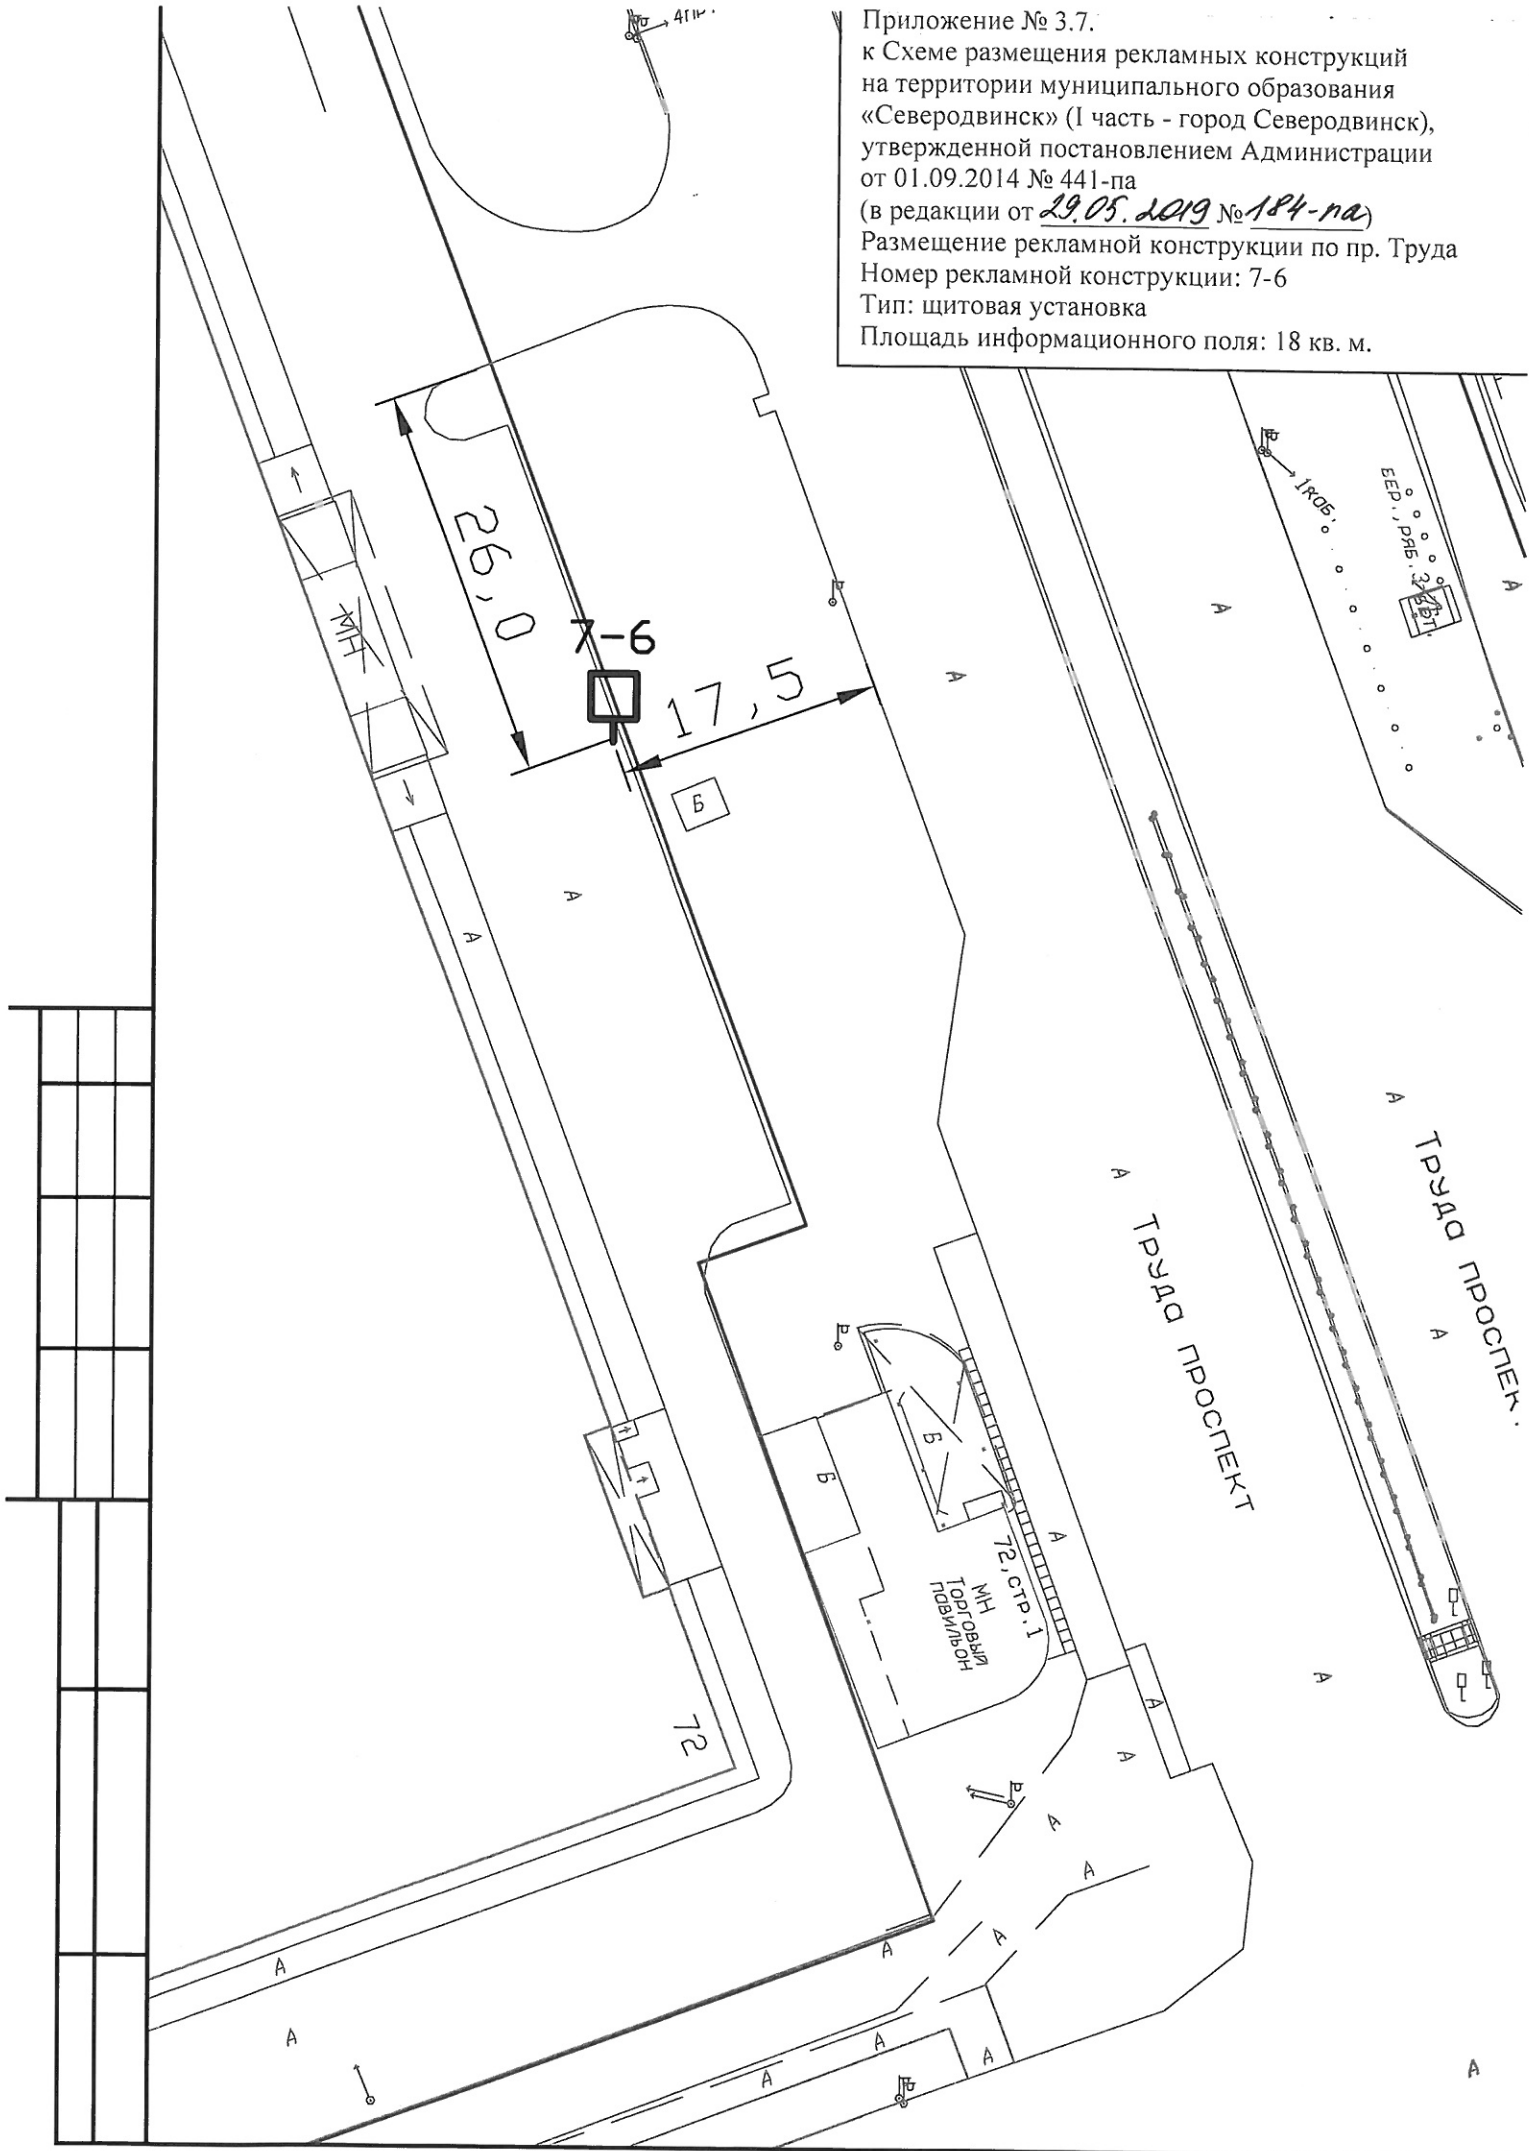 Приложение № 3.7.
к Схеме размещения рекламных конструкций
на территории муниципального образования
«Северодвинск» (I часть - город Северодвинск),
утвержденной постановлением Администрации
от 01.09.2014 № 441-па
(в редакции от 29.05.2019 № 184-па)
Размещение рекламной конструкции по пр. Труда
Номер рекламной конструкции: 7-6
Тип: щитовая установка
Площадь информационного поля: 18 кв. м.
1каб.
БЕР., РЯБ.
26,0
МН
7-6
17,5
Б
А
А
А
А
А
А
А
ТРУДА ПРОСПЕК.
А
ТРУДА ПРОСПЕКТ
А
Б
Б
А
72,стр.1
МН
Торговый
павильон
А
А
72
А
А
А
А
А
А
А
А
А
А
А